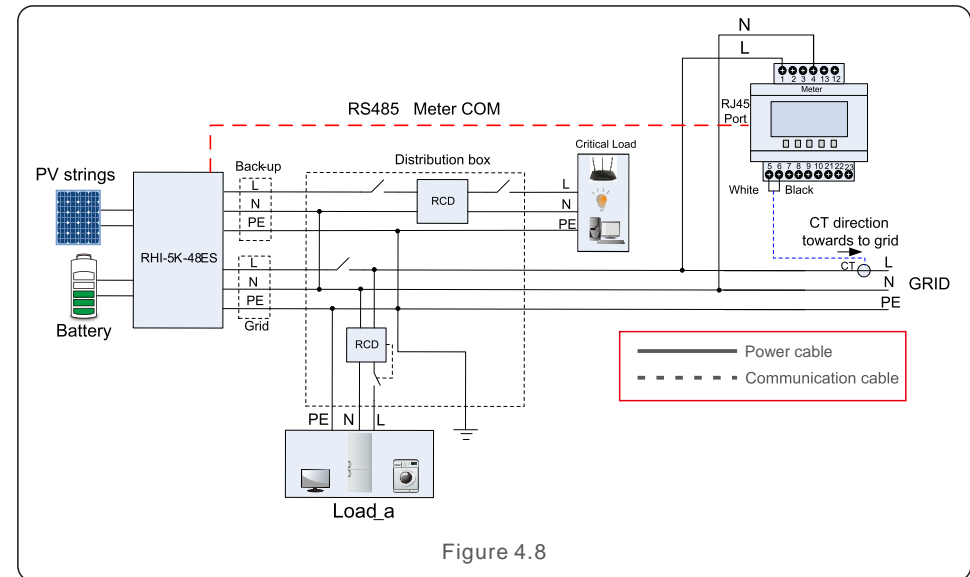 N
L
1 2 3 4 13 12
Meter
RJ45
Port
RS485 Meter COM
5 6 7 8 9 10 21 22 23
White
Black
CT direction
towards to grid
CT
L
N
PE
GRID
PV strings
Battery
RHI-5K-48ES
Back-up
L
N
PE
L
N
PE
Grid
Distribution box
RCD
RCD
Critical Load
L
N
PE
Power cable
Communication cable
PE N L
Load_a
Figure 4.8